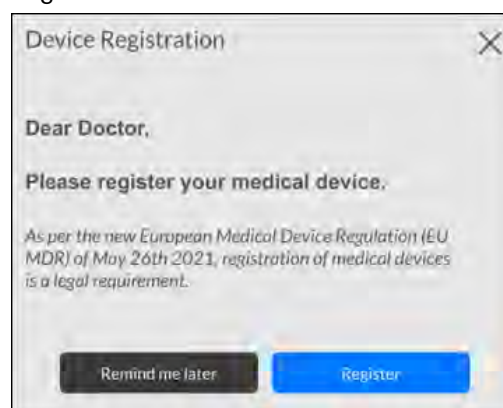 Device Registration
Dear Doctor,
Please register your medical device.
As per the new European Medical Device Regulation (EU
MDR) of May 26th 2021, registration of medical devices
is a legal requirement.
Remind me later
Register